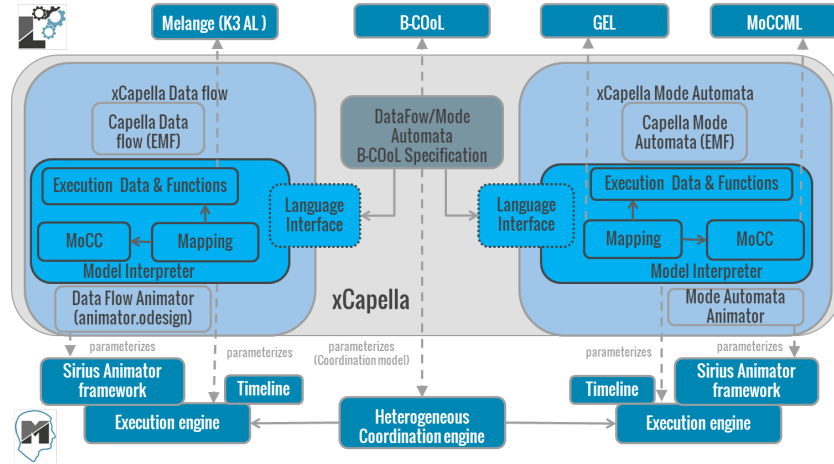 Melange (K3 AL )
B-COoL
GEL
MoCCML
xCapella Data flow
Capella Data
flow (EMF)
Execution Data & Functions
MoCC
Mapping
Model Interpreter
Data Flow Animator
(animator.odesign)
Language
Interface
DataFow/Mode
Automata
B-COoL Specification
xCapella
Language
Interface
xCapella Mode Automata
Capella Mode
Automata (EMF)
Execution Data & Functions
Mapping
MoCC
Model Interpreter
Mode Automata
Animator
parameterizes
parameterizes
parameterizes
(Coordination model)
parameterizes
parameterizes
Sirius Animator
framework
Timeline
Execution engine
Heterogeneous
Coordination engine
Timeline
Sirius Animator
framework
Execution engine
L
M